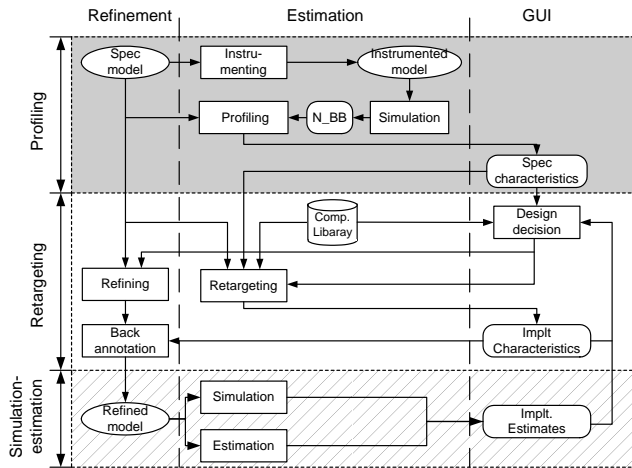 Refinement Estimation GUI
Profiling
Spec
model
Instru-
menting
Instrumented
model
Profiling
N_BB
Simulation
Spec
characteristics
Retargeting
Comp.
Libaray
Design
decision
Refining
Retargeting
Back
annotation
Implt
Characteristics
Simulation-
estimation
Refined
model
Simulation
Estimation
Implt.
Estimates